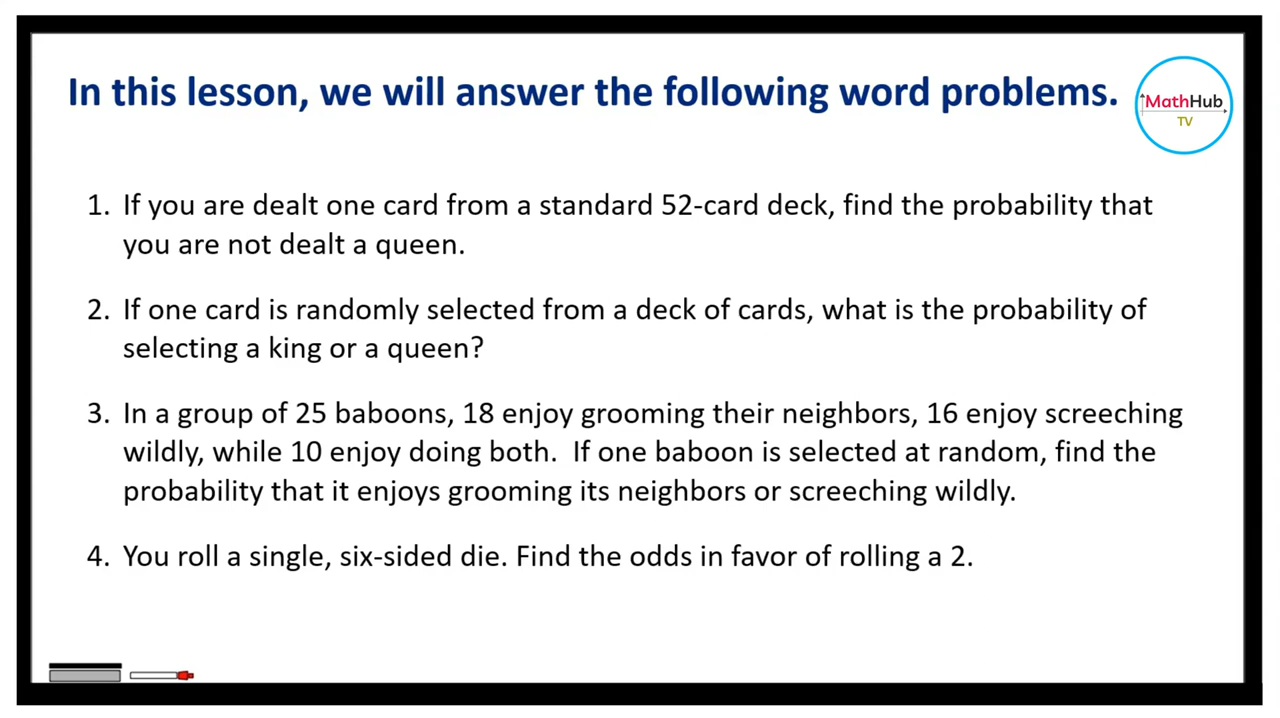 In this lesson, we will answer the following word problems.
MathHub
TV
1. If you are dealt one card from a standard 52-card deck, find the probability that
you are not dealt a queen.
2. If one card is randomly selected from a deck of cards, what is the probability of
selecting a king or a queen?
3. In a group of 25 baboons, 18 enjoy grooming their neighbors, 16 enjoy screeching
wildly, while 10 enjoy doing both.  If one baboon is selected at random, find the
probability that it enjoys grooming its neighbors or screeching wildly.
4. You roll a single, six-sided die. Find the odds in favor of rolling a 2.